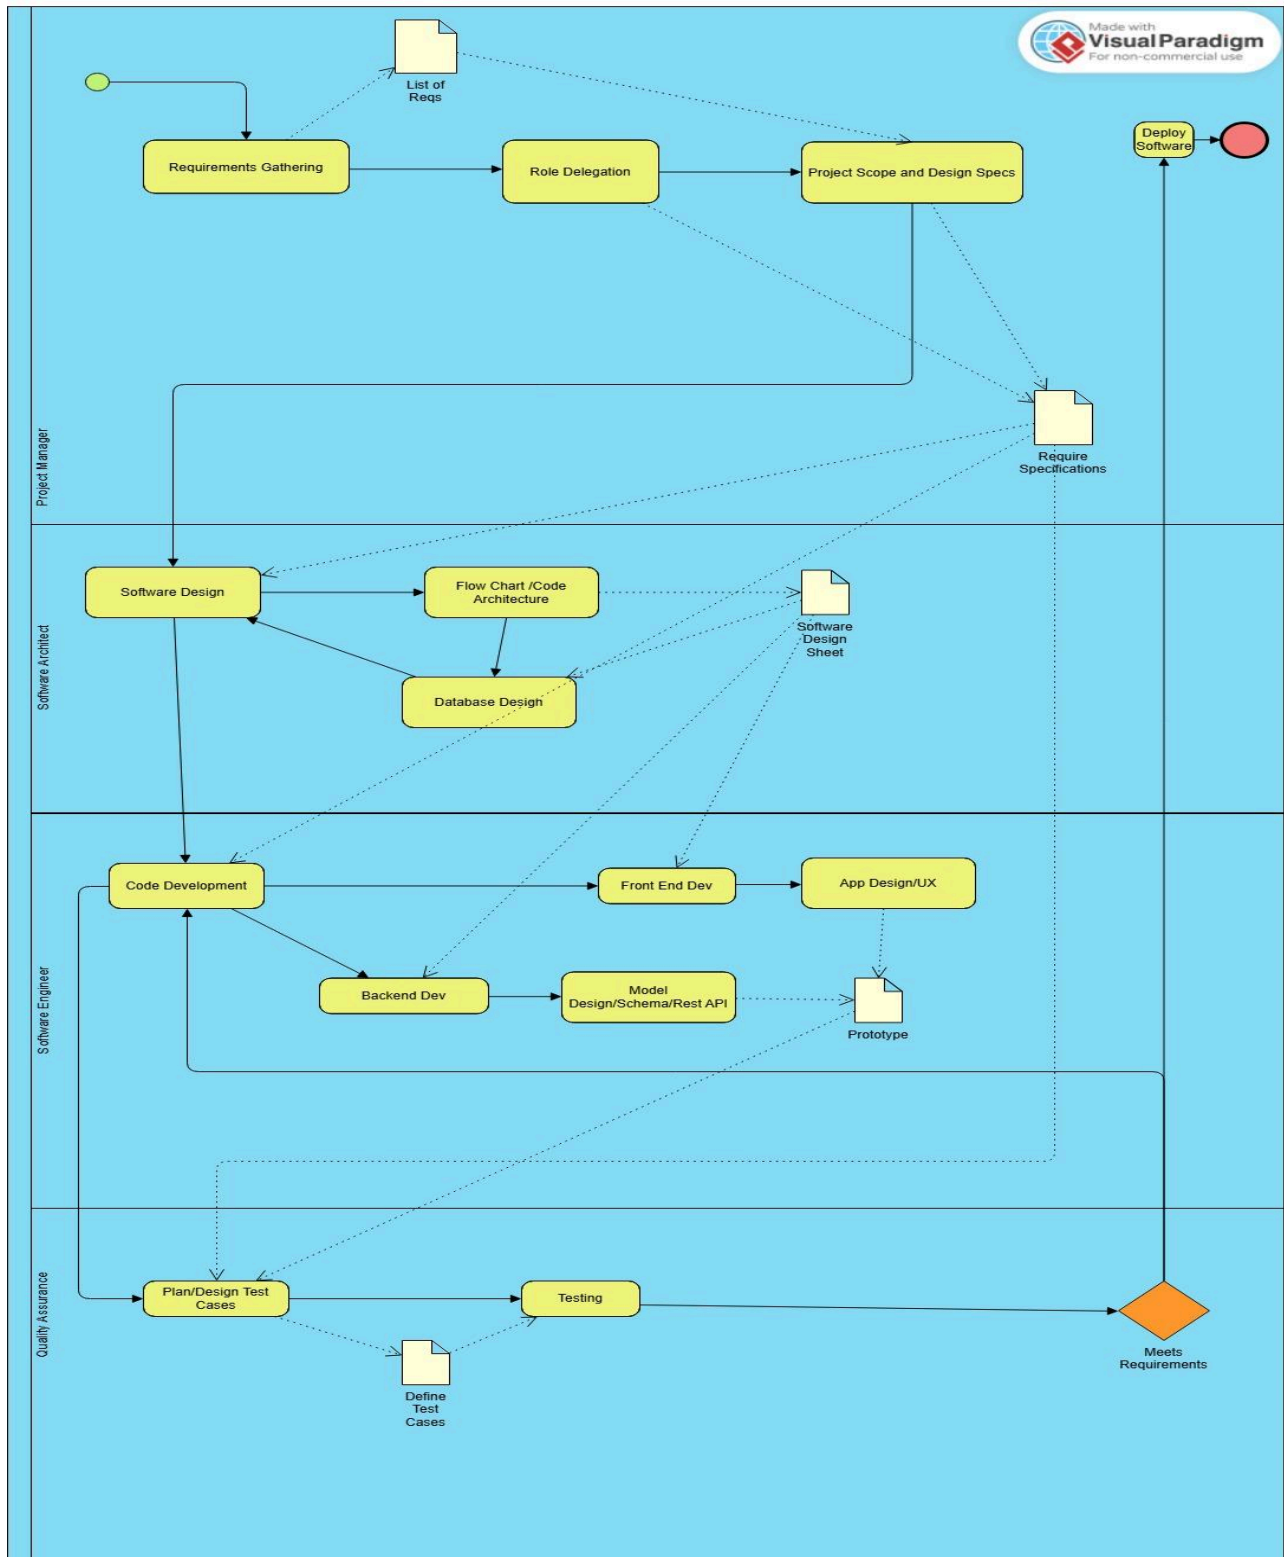 Made with
Visual Paradigm
For non-commercial use
List of
Reqs
Deploy
Software
Requirements Gathering
Role Delegation
Project Scope and Design Specs
Require
Specifications
Project Manager
Software Design
Flow Chart /Code
Architecture
Software
Design
Sheet
Database Design
Software Architect
Code Development
Front End Dev
App Design/UX
Backend Dev
Model
Design/Schema/Rest API
Prototype
Software Engineer
Plan/Design Test
Cases
Testing
Meets
Requirements
Define
Test
Cases
Quality Assurance